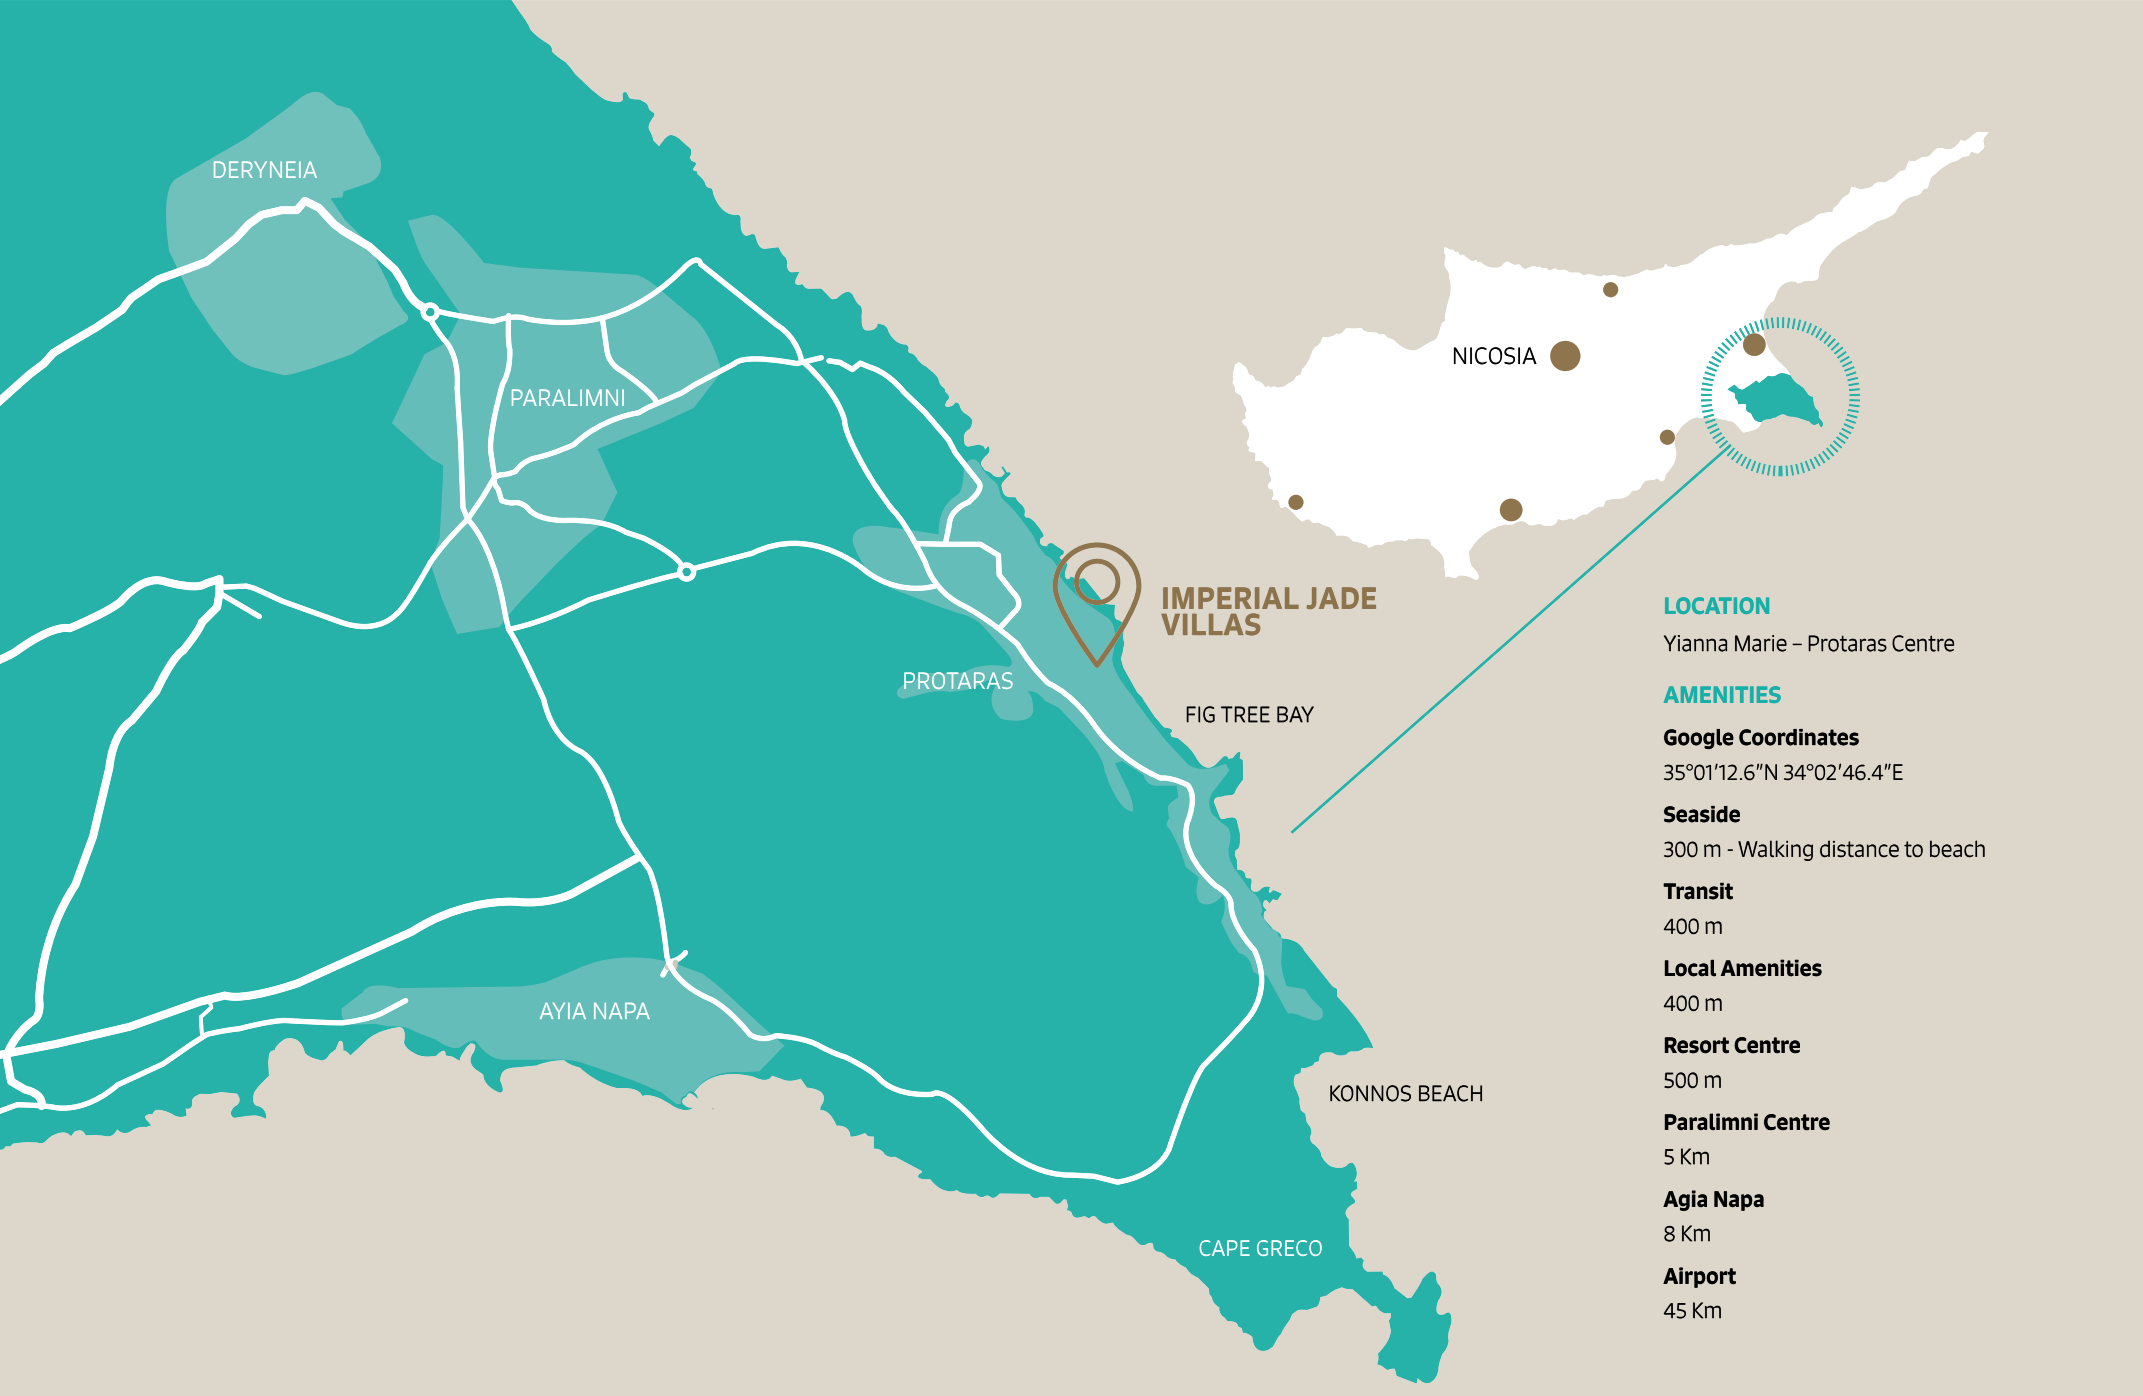 DERYNEIA
PARALIMNI
NICOSIA
IMPERIAL JADE
VILLAS
PROTARAS
FIG TREE BAY
AYIA NAPA
KONNOS BEACH
CAPE GRECO
LOCATION
Yianna Marie – Protaras Centre
AMENITIES
Google Coordinates
35°01'12.6"N 34°02'46.4"E
Seaside
300 m - Walking distance to beach
Transit
400 m
Local Amenities
400 m
Resort Centre
500 m
Paralimni Centre
5 Km
Agia Napa
8 Km
Airport
45 Km